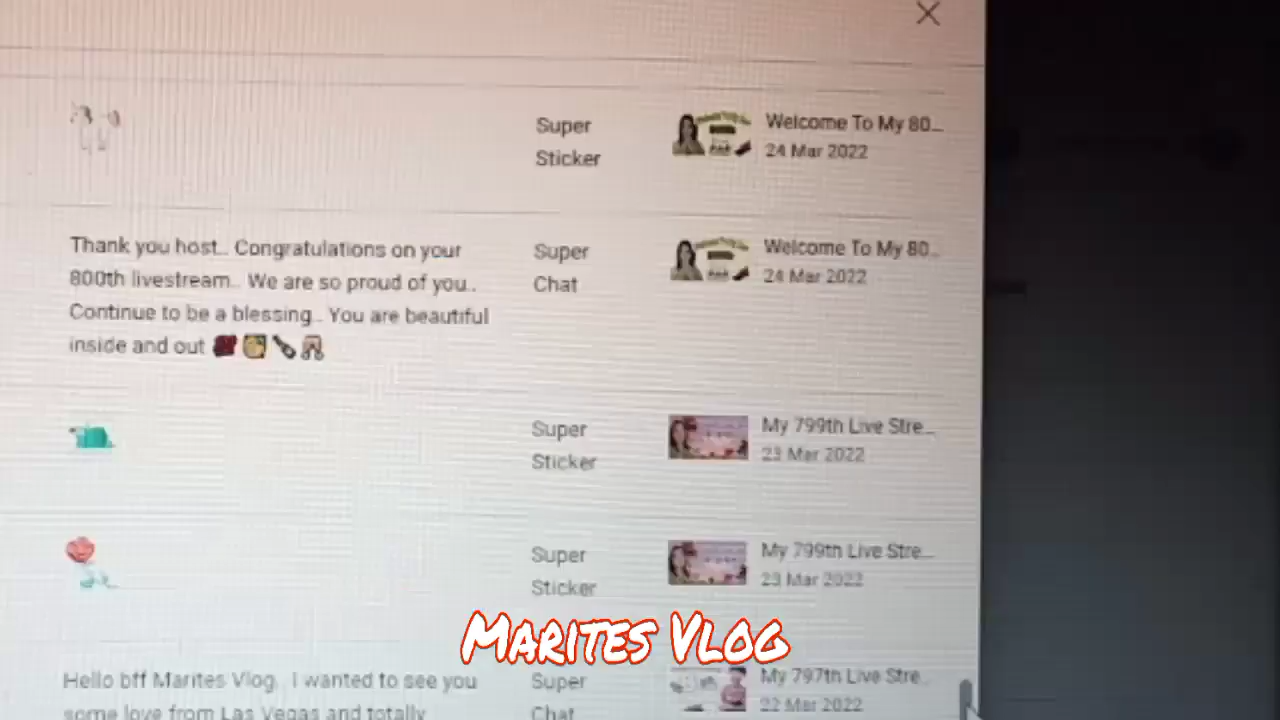 Super
Sticker
Welcome To My 80...
24 Mar 2022
Thank you host.. Congratulations on your
800th livestream.. We are so proud of you..
Continue to be a blessing.. You are beautiful
inside and out
Super
Chat
Welcome To My 80...
24 Mar 2022
Super
Sticker
My 799th Live Stre...
23 Mar 2022
Super
Sticker
My 799th Live Stre...
23 Mar 2022
Marites Vlog
Hello bff Marites Vlog.. I wanted to see you
some love from Las Vegas and totally
Super
Chat
My 797th Live Stre...
22 Mar 2022